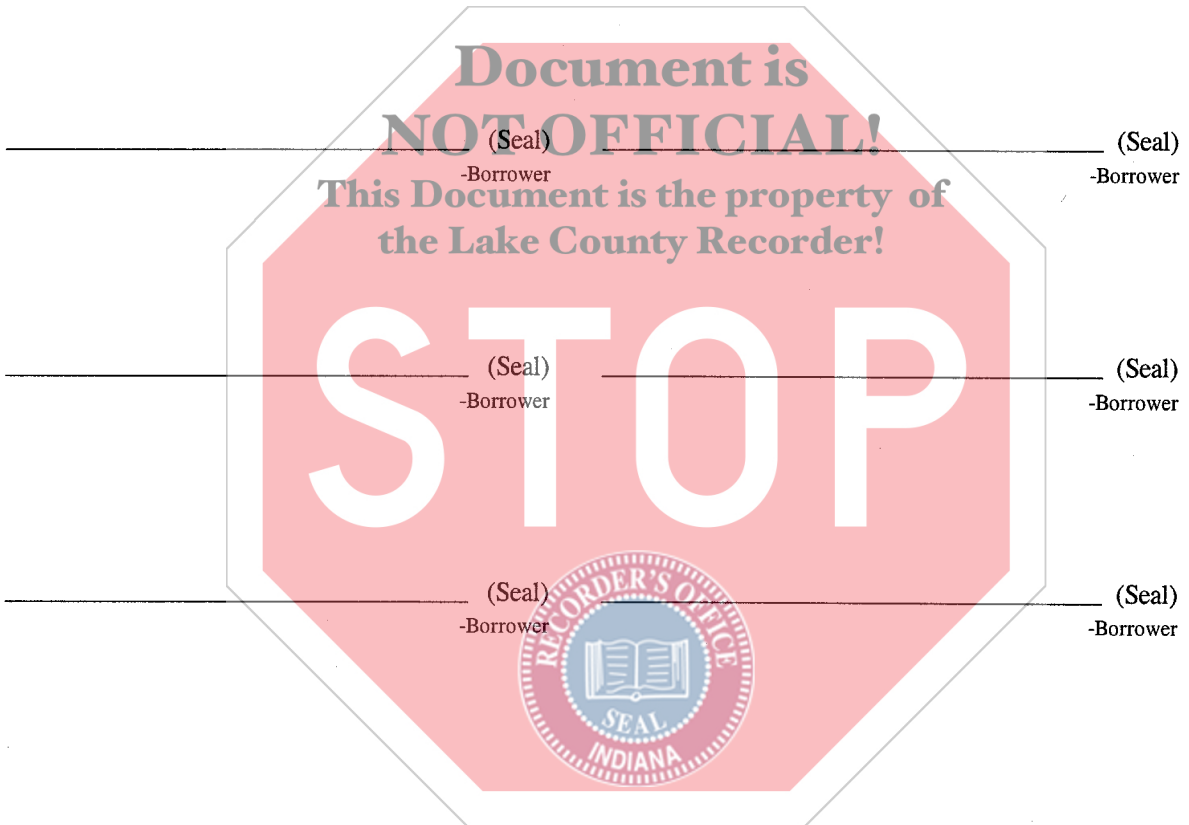 Document is
NOT OFFICIAL!
(Seal) (Seal)
-Borrower -Borrower
This Document is the property of
the Lake County Recorder!
STOP
(Seal) (Seal)
-Borrower -Borrower
(Seal) (Seal)
-Borrower -Borrower
RECORDER'S OFFICE
SEAL
INDIANA